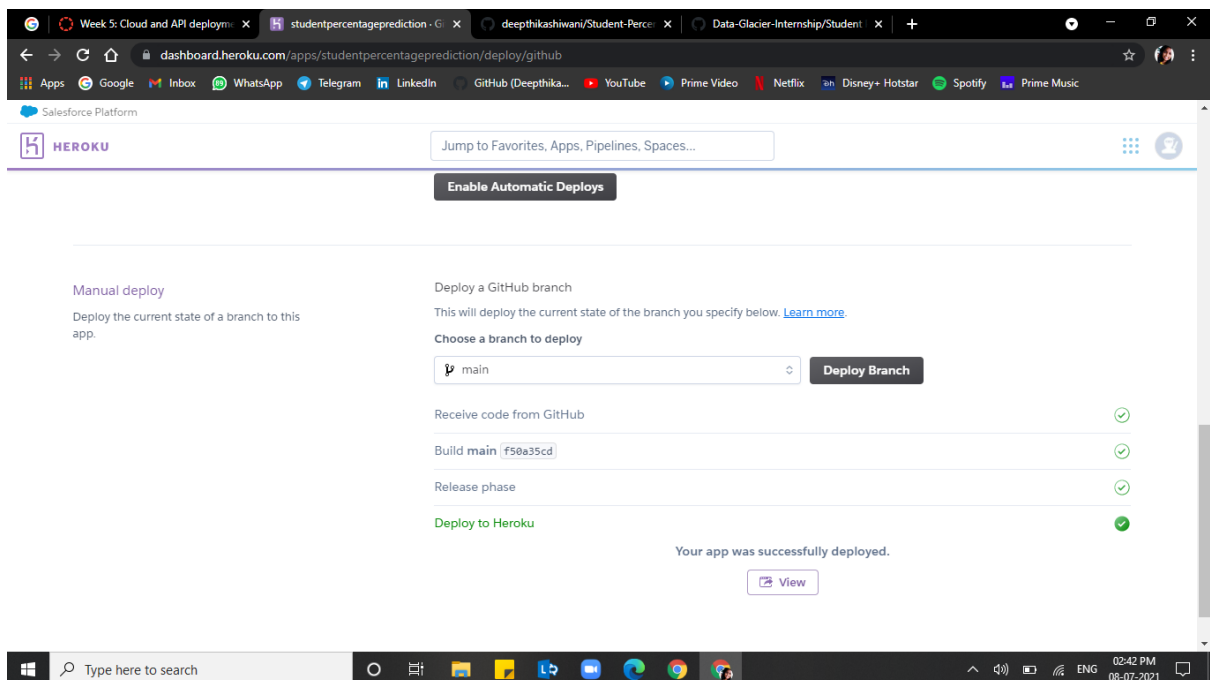 Week 5: Cloud and API deployme
studentpercentageprediction · Gi
deepthikashiwani/Student-Percer
Data-Glacier-Internship/Student
dashboard.heroku.com/apps/studentpercentageprediction/deploy/github
Apps Google Inbox WhatsApp Telegram LinkedIn GitHub (Deepthika... YouTube Prime Video Netflix Disney+ Hotstar Spotify Prime Music
Salesforce Platform
HEROKU
Jump to Favorites, Apps, Pipelines, Spaces...
Enable Automatic Deploys
Manual deploy
Deploy the current state of a branch to this
app.
Deploy a GitHub branch
This will deploy the current state of the branch you specify below. Learn more.
Choose a branch to deploy
main
Deploy Branch
Receive code from GitHub
Build main f50a35cd
Release phase
Deploy to Heroku
Your app was successfully deployed.
View
Type here to search
ENG
02:42 PM
08-07-2021